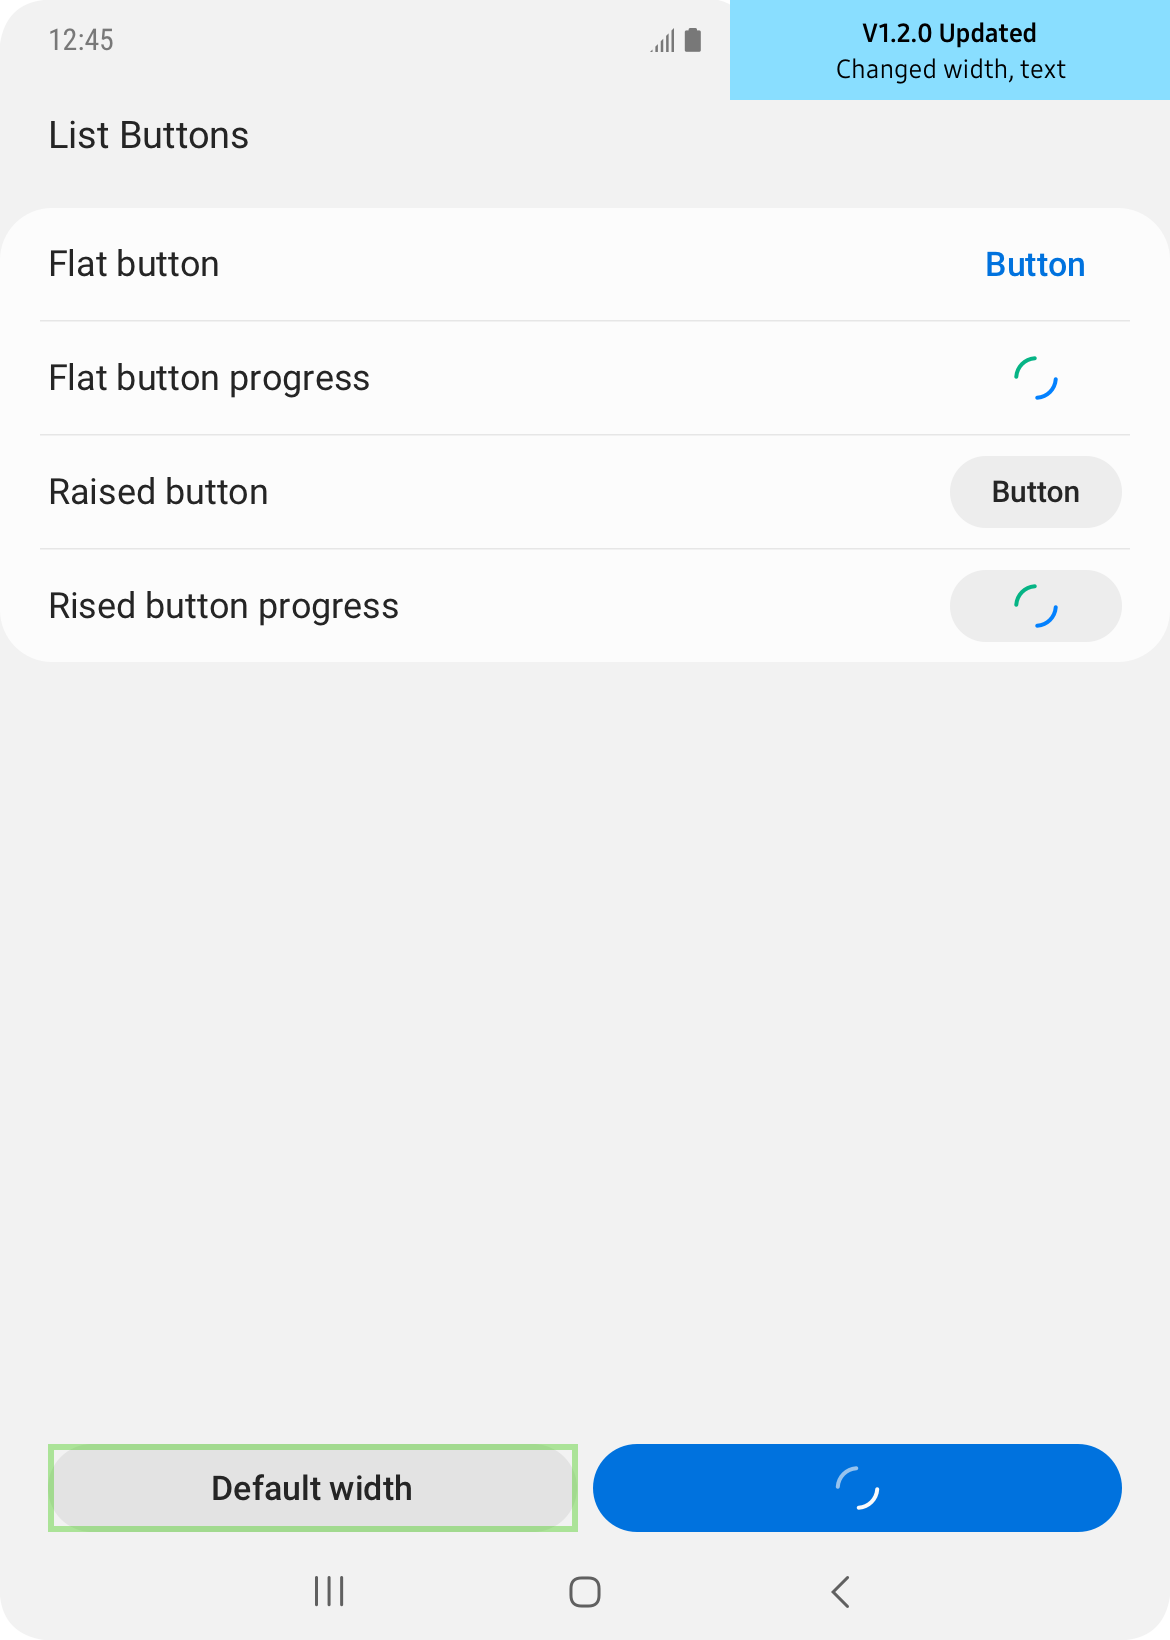 12:45
V1.2.0 Updated
Changed width, text
List Buttons
Flat button
Button
Flat button progress
Raised button
Button
Rised button progress
Default width